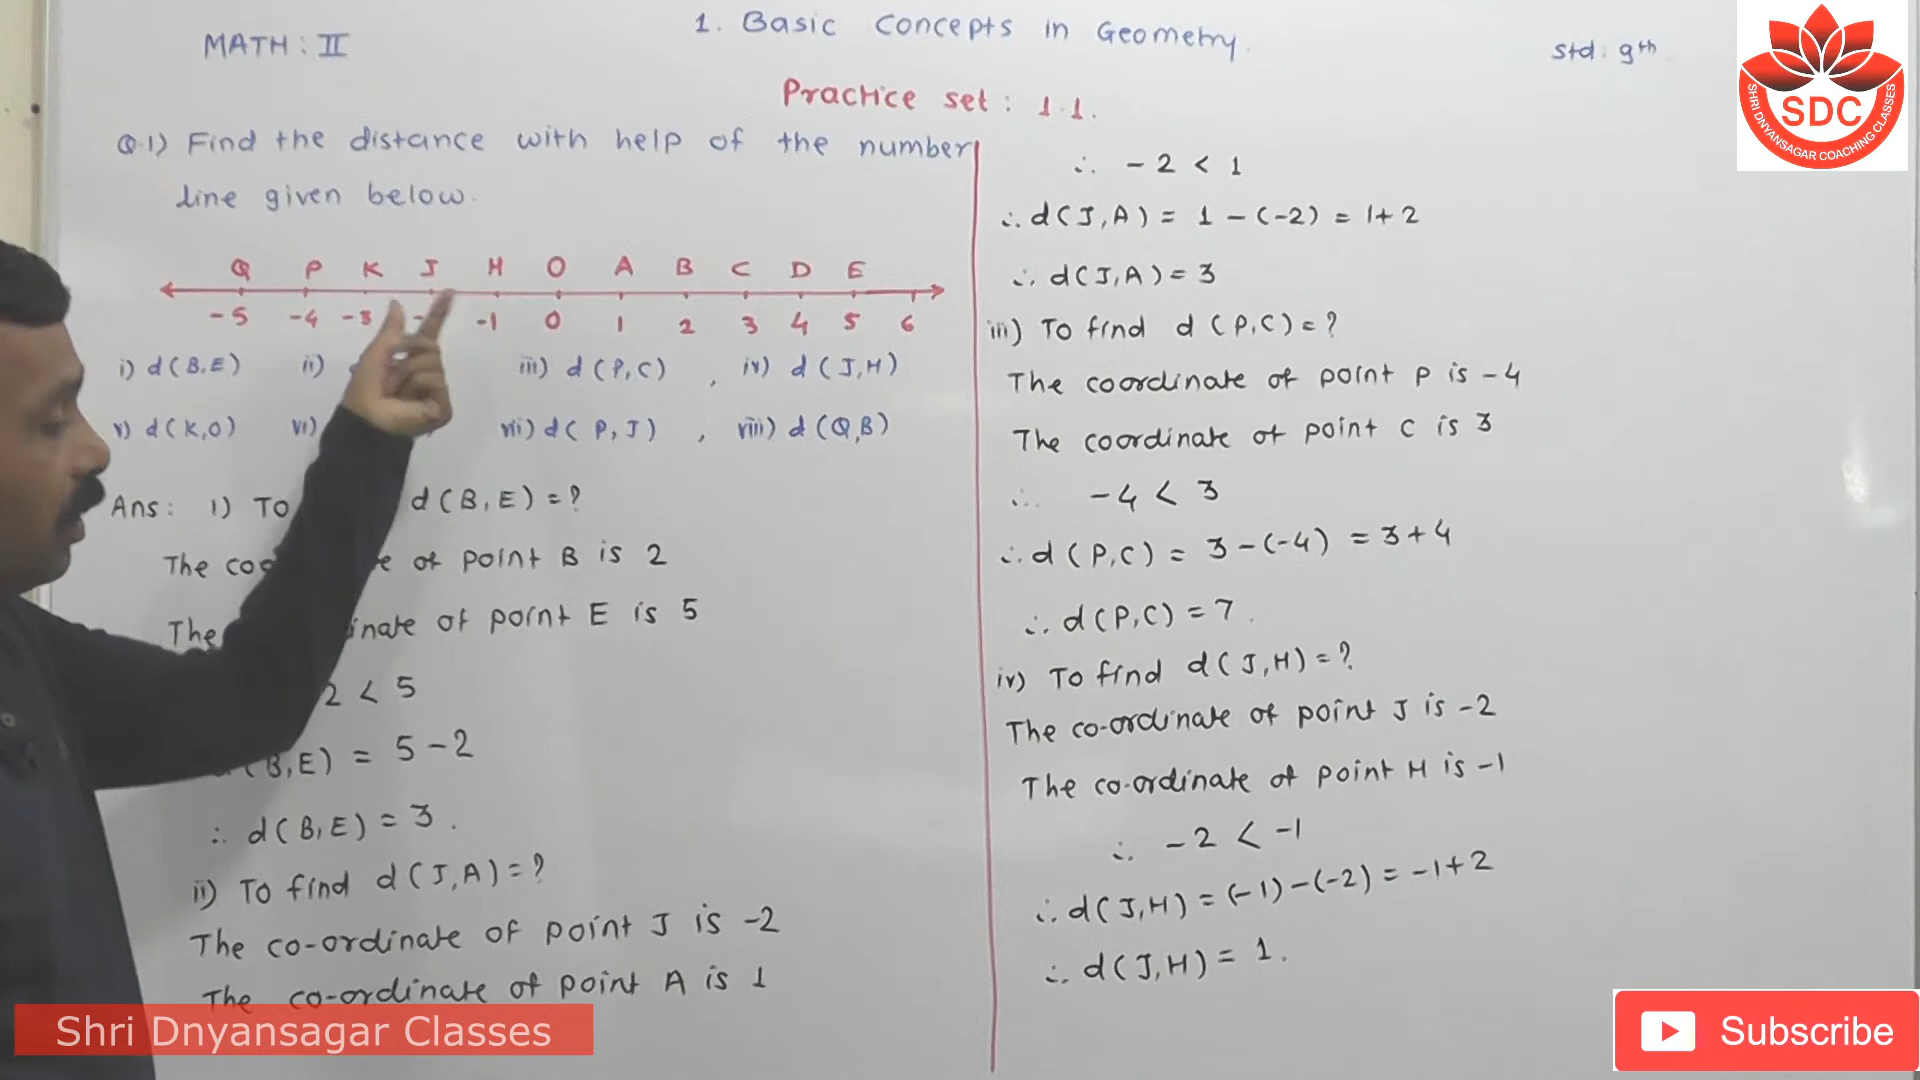 MATH : II
1. Basic Concepts in Geometry.
Std : 9th
Practice set : 1.1.
Q.1) Find the distance with help of the number
line given below.
Q P K J H O A B C D E
-5 -4 -3 -1 0 1 2 3 4 5 6
i) d(B,E) ii) iii) d(P,C) , iv) d(J,H)
v) d(K,O) vi) vii) d(P,J) , viii) d(Q,B)
Ans : 1) To d(B,E)=?
The of point B is 2
The of point E is 5
2 < 5
(B,E) = 5-2
∴ d(B,E) = 3.
ii) To find d(J,A)=?
The co-ordinate of point J is -2
The co-ordinate of point A is 1
∴ -2 < 1
∴ d(J,A) = 1-(-2) = 1+2
∴ d(J,A) = 3
iii) To find d(P,C)=?
The coordinate of point P is -4
The coordinate of point C is 3
∴ -4 < 3
∴ d(P,C) = 3-(-4) = 3+4
∴ d(P,C) = 7.
iv) To find d(J,H)=?
The co-ordinate of point J is -2
The co-ordinate of point H is -1
∴ -2 < -1
∴ d(J,H) = (-1)-(-2) = -1+2
∴ d(J,H) = 1.
SDC
SHRI DNYANSAGAR COACHING CLASSES
Shri Dnyansagar Classes
Subscribe